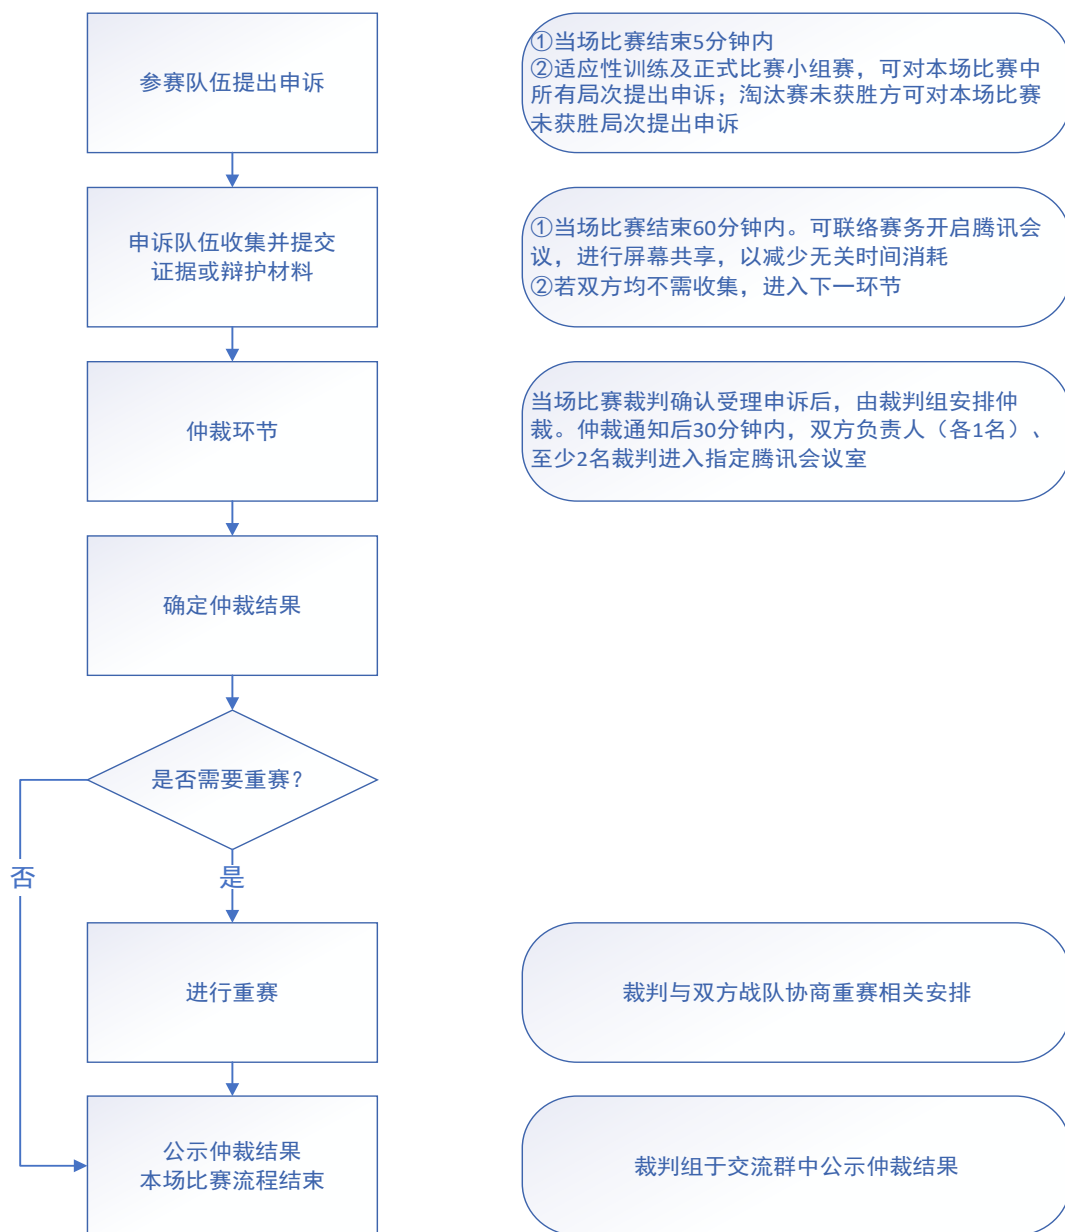 参赛队伍提出申诉
①当场比赛结束5分钟内
②适应性训练及正式比赛小组赛，可对本场比赛中
所有局次提出申诉；淘汰赛未获胜方可对本场比赛
未获胜局次提出申诉
申诉队伍收集并提交
证据或辩护材料
①当场比赛结束60分钟内。可联络赛务开启腾讯会
议，进行屏幕共享，以减少无关时间消耗
②若双方均不需收集，进入下一环节
仲裁环节
当场比赛裁判确认受理申诉后，由裁判组安排仲
裁。仲裁通知后30分钟内，双方负责人（各1名）、
至少2名裁判进入指定腾讯会议室
确定仲裁结果
是否需要重赛？
否
是
进行重赛
裁判与双方战队协商重赛相关安排
公示仲裁结果
本场比赛流程结束
裁判组于交流群中公示仲裁结果